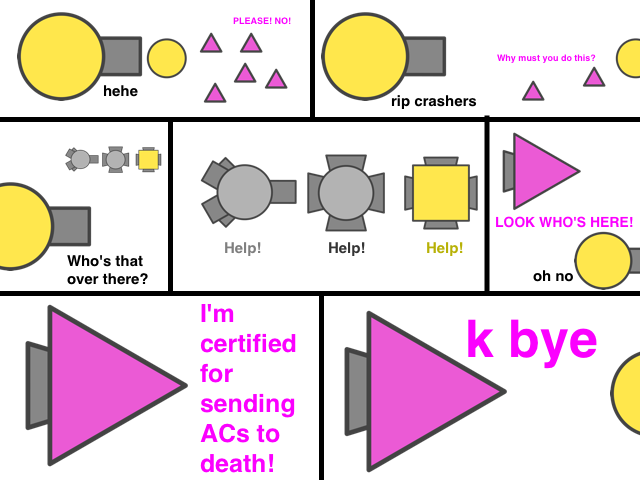 PLEASE! NO!
hehe
Why must you do this?
rip crashers
Who's that
over there?
Help!
Help!
Help!
LOOK WHO'S HERE!
oh no
I'm
certified
for
sending
ACs to
death!
k bye